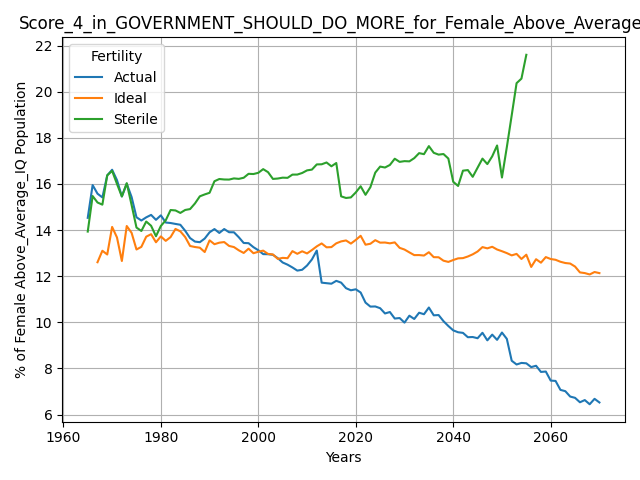 Score_4_in_GOVERNMENT_SHOULD_DO_MORE_for_Female_Above_Average
Fertility
Actual
Ideal
Sterile
% of Female Above_Average_IQ Population
22
20
18
16
14
12
10
8
6
1960
1980
2000
2020
2040
2060
Years